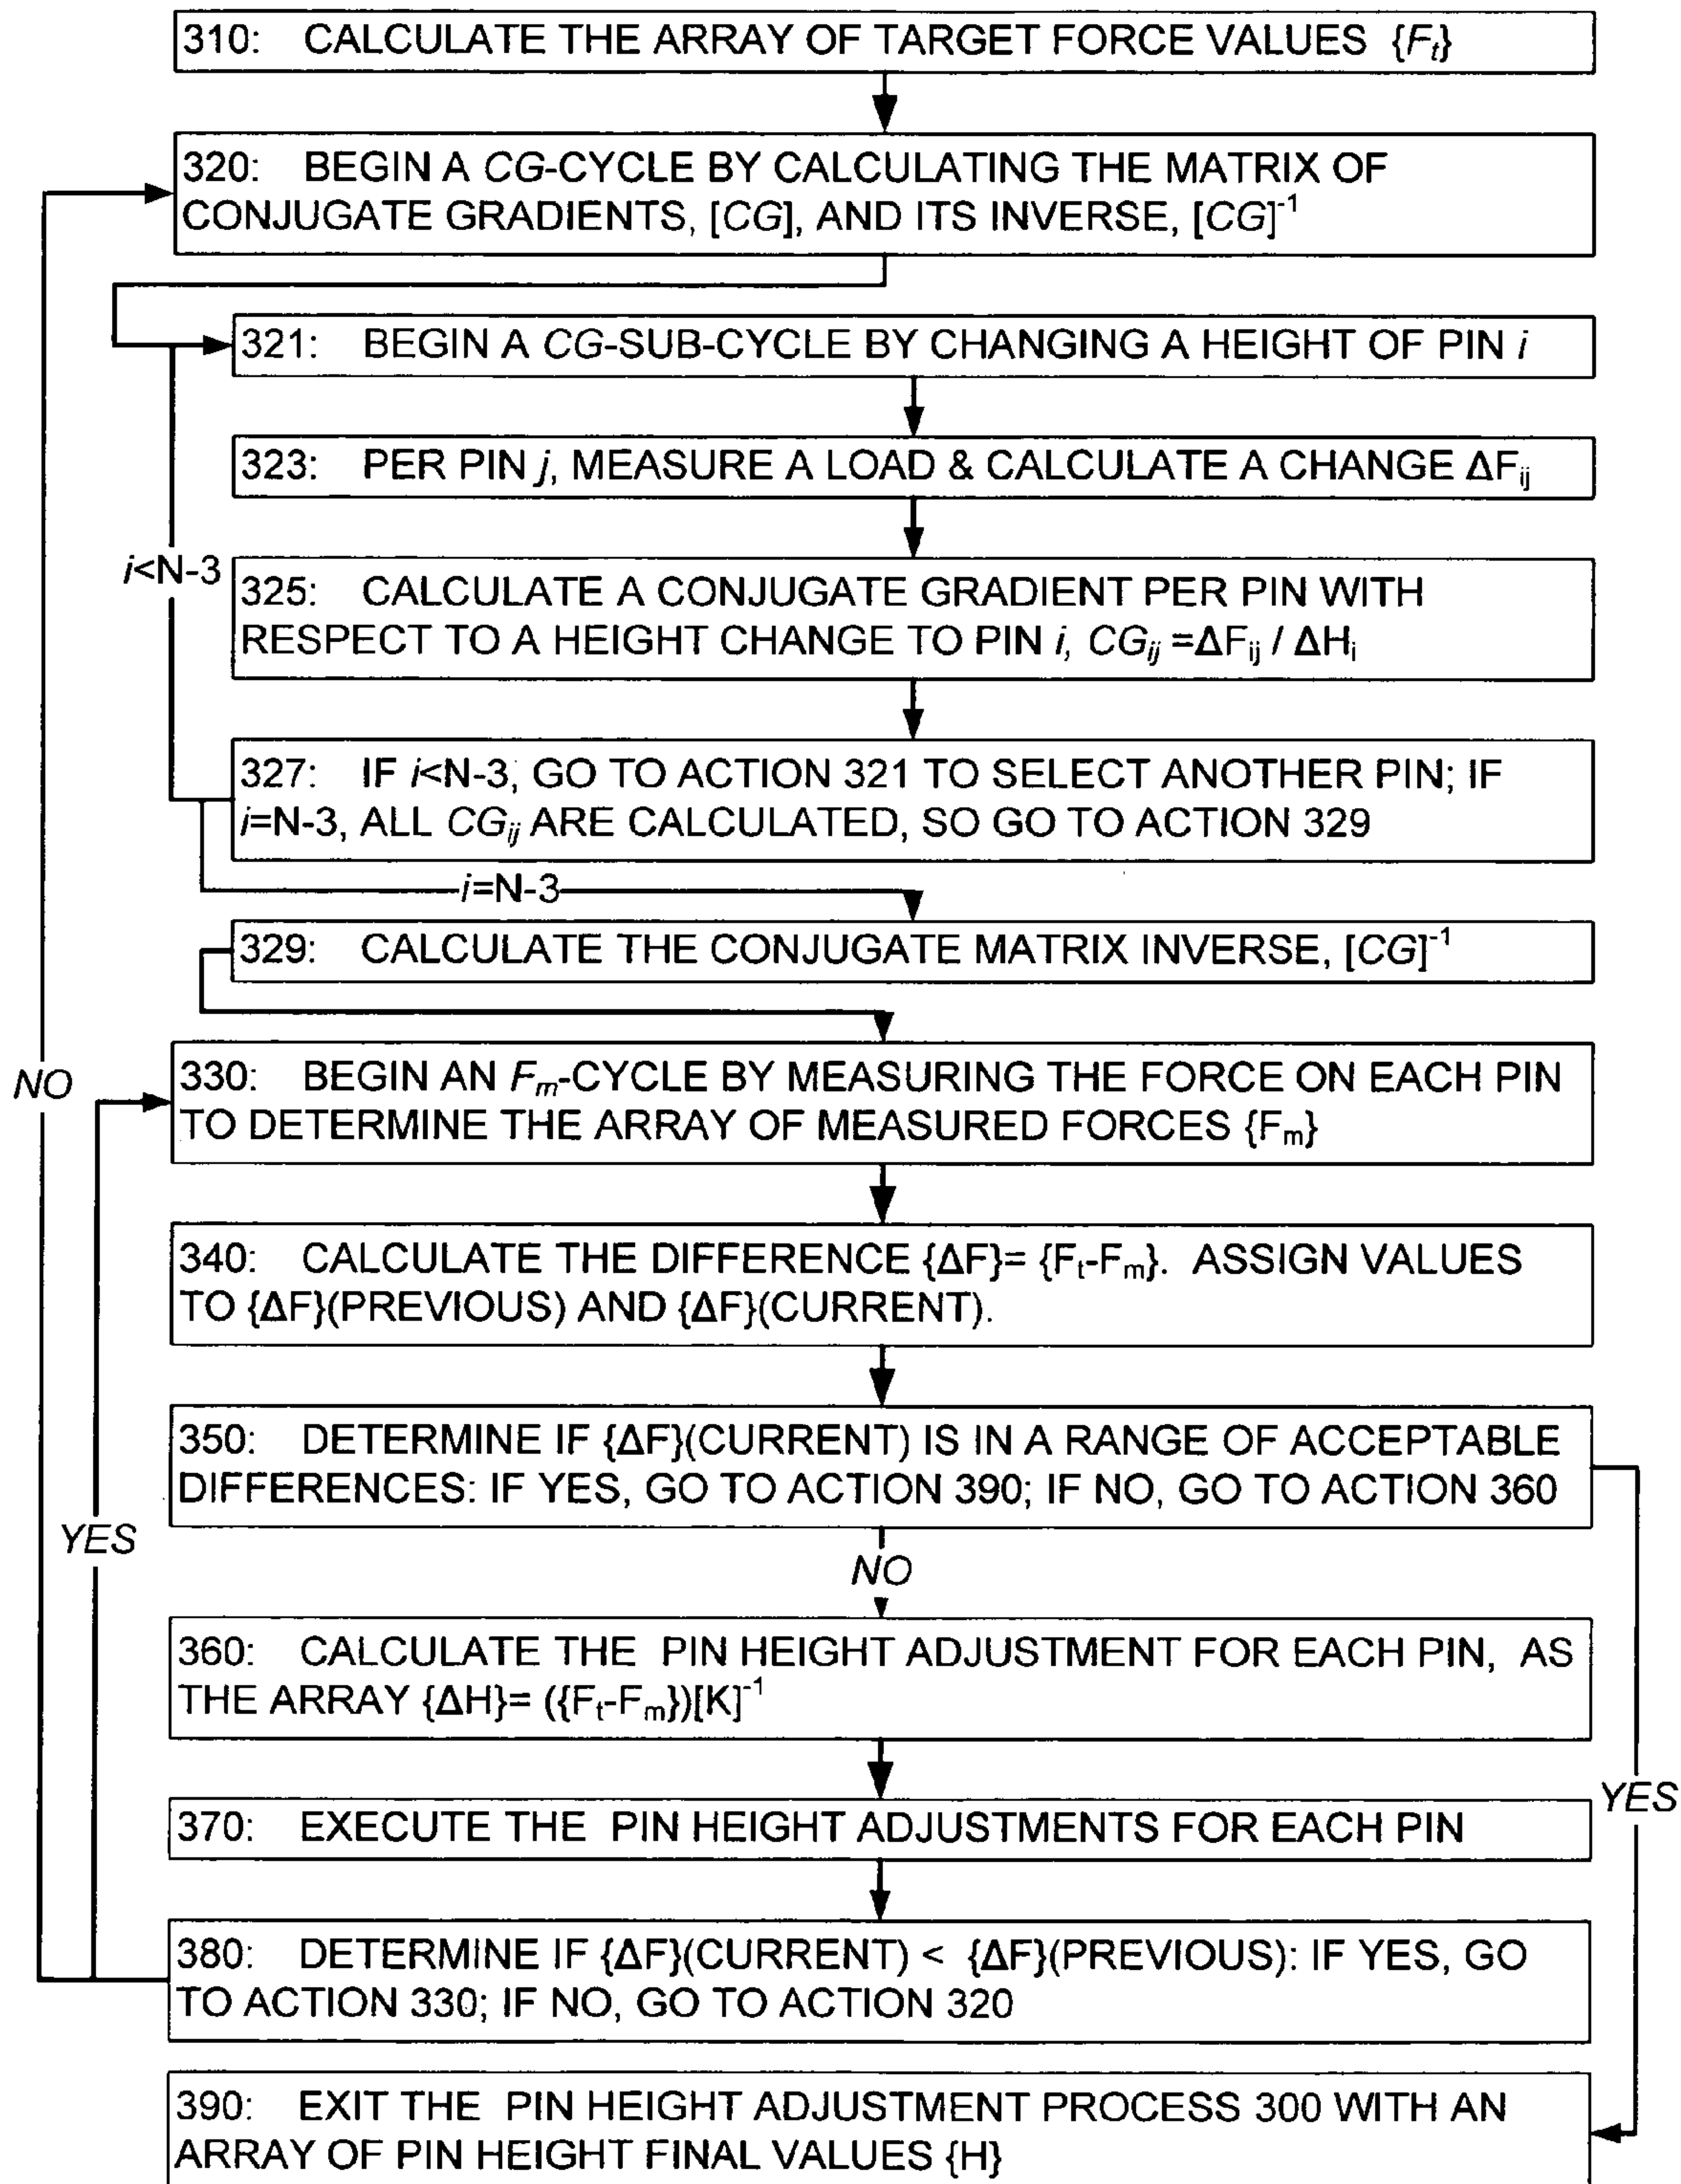 310: CALCULATE THE ARRAY OF TARGET FORCE VALUES {Fₜ}
320: BEGIN A CG-CYCLE BY CALCULATING THE MATRIX OF
CONJUGATE GRADIENTS, [CG], AND ITS INVERSE, [CG]⁻¹
321: BEGIN A CG-SUB-CYCLE BY CHANGING A HEIGHT OF PIN i
323: PER PIN j, MEASURE A LOAD & CALCULATE A CHANGE ΔFᵢⱼ
i<N-3
325: CALCULATE A CONJUGATE GRADIENT PER PIN WITH
RESPECT TO A HEIGHT CHANGE TO PIN i, CGᵢⱼ =ΔFᵢⱼ / ΔHᵢ
327: IF i<N-3, GO TO ACTION 321 TO SELECT ANOTHER PIN; IF
i=N-3, ALL CGᵢⱼ ARE CALCULATED, SO GO TO ACTION 329
i=N-3
329: CALCULATE THE CONJUGATE MATRIX INVERSE, [CG]⁻¹
NO
330: BEGIN AN Fₘ-CYCLE BY MEASURING THE FORCE ON EACH PIN
TO DETERMINE THE ARRAY OF MEASURED FORCES {Fₘ}
340: CALCULATE THE DIFFERENCE {ΔF}= {Fₜ-Fₘ}. ASSIGN VALUES
TO {ΔF}(PREVIOUS) AND {ΔF}(CURRENT).
350: DETERMINE IF {ΔF}(CURRENT) IS IN A RANGE OF ACCEPTABLE
DIFFERENCES: IF YES, GO TO ACTION 390; IF NO, GO TO ACTION 360
YES
NO
360: CALCULATE THE PIN HEIGHT ADJUSTMENT FOR EACH PIN, AS
THE ARRAY {ΔH}= ({Fₜ-Fₘ})[K]⁻¹
YES
370: EXECUTE THE PIN HEIGHT ADJUSTMENTS FOR EACH PIN
380: DETERMINE IF {ΔF}(CURRENT) < {ΔF}(PREVIOUS): IF YES, GO
TO ACTION 330; IF NO, GO TO ACTION 320
390: EXIT THE PIN HEIGHT ADJUSTMENT PROCESS 300 WITH AN
ARRAY OF PIN HEIGHT FINAL VALUES {H}